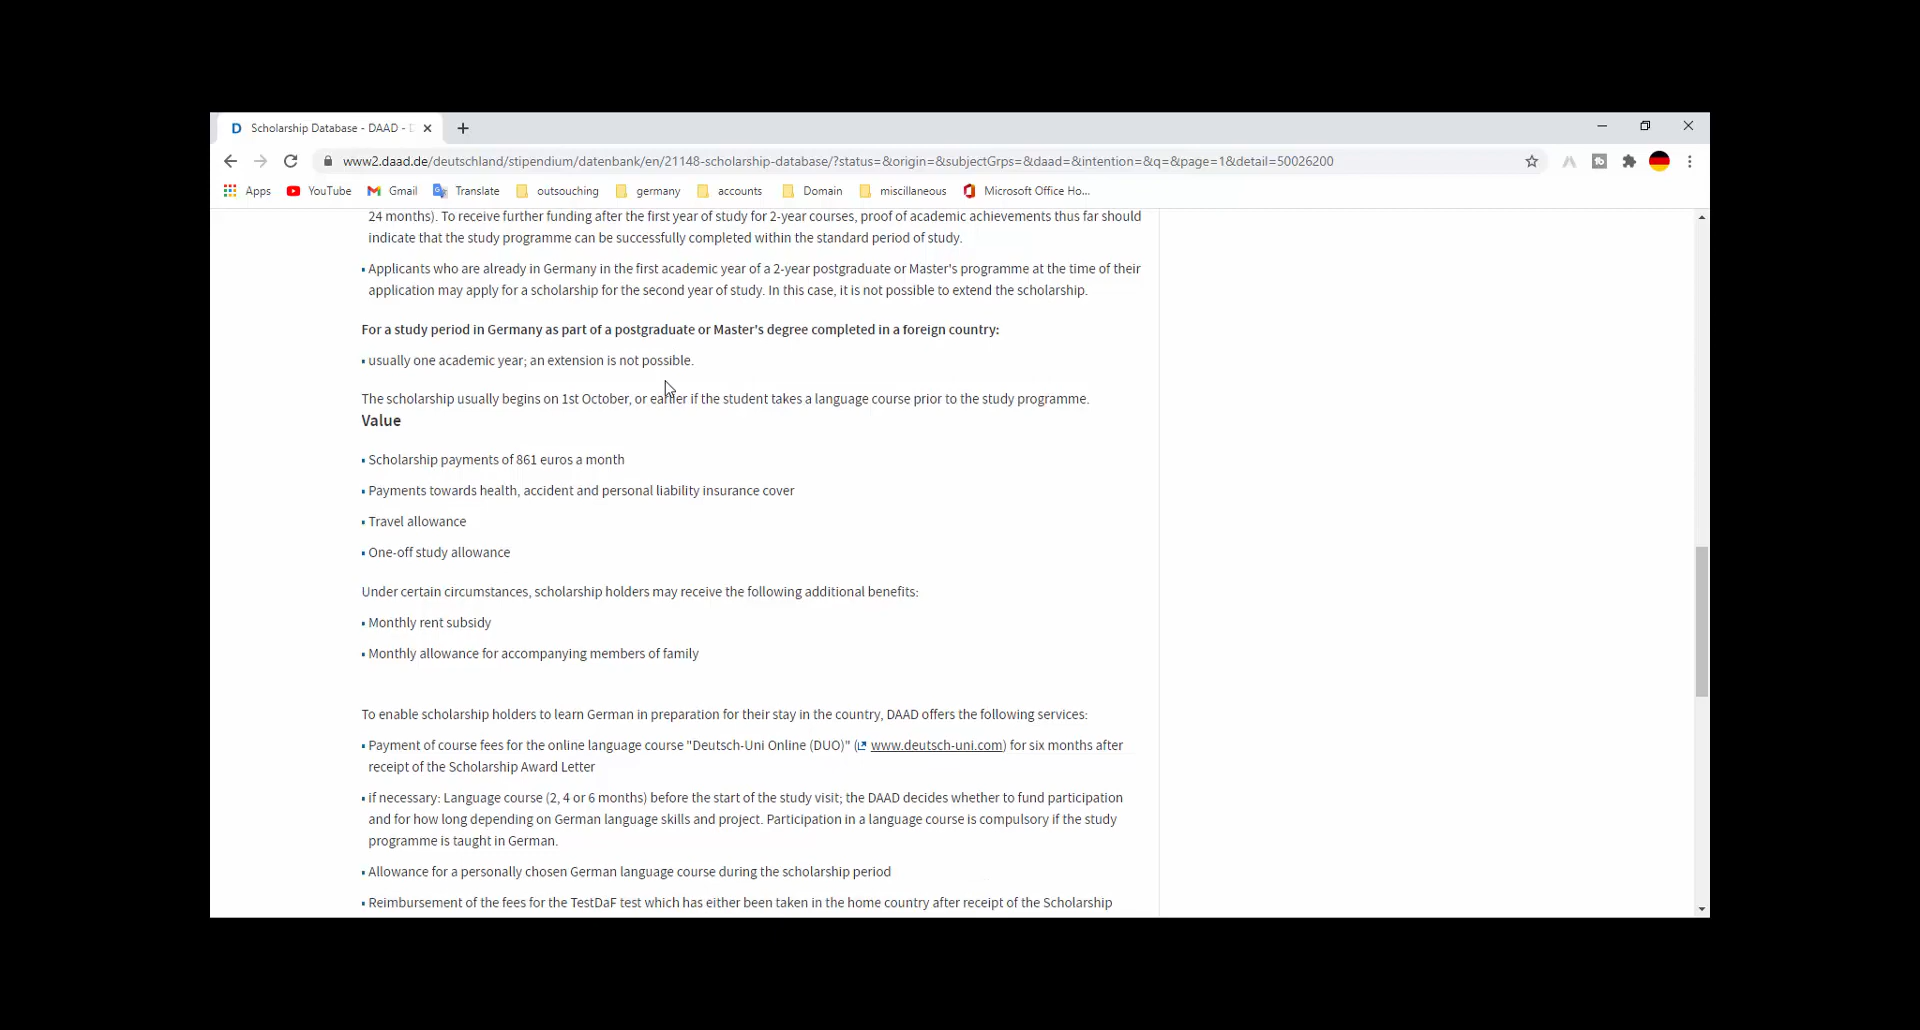 Scholarship Database - DAAD -
www2.daad.de/deutschland/stipendium/datenbank/en/21148-scholarship-database/?status=&origin=&subjectGrps=&daad=&intention=&q=&page=1&detail=50026200
Apps YouTube Gmail Translate outsouching germany accounts Domain miscillaneous Microsoft Office Ho...
24 months). To receive further funding after the first year of study for 2-year courses, proof of academic achievements thus far should
indicate that the study programme can be successfully completed within the standard period of study.
▪ Applicants who are already in Germany in the first academic year of a 2-year postgraduate or Master's programme at the time of their
application may apply for a scholarship for the second year of study. In this case, it is not possible to extend the scholarship.
For a study period in Germany as part of a postgraduate or Master's degree completed in a foreign country:
▪ usually one academic year; an extension is not possible.
The scholarship usually begins on 1st October, or earlier if the student takes a language course prior to the study programme.
Value
▪ Scholarship payments of 861 euros a month
▪ Payments towards health, accident and personal liability insurance cover
▪ Travel allowance
▪ One-off study allowance
Under certain circumstances, scholarship holders may receive the following additional benefits:
▪ Monthly rent subsidy
▪ Monthly allowance for accompanying members of family
To enable scholarship holders to learn German in preparation for their stay in the country, DAAD offers the following services:
▪ Payment of course fees for the online language course "Deutsch-Uni Online (DUO)" (www.deutsch-uni.com) for six months after
receipt of the Scholarship Award Letter
▪ if necessary: Language course (2, 4 or 6 months) before the start of the study visit; the DAAD decides whether to fund participation
and for how long depending on German language skills and project. Participation in a language course is compulsory if the study
programme is taught in German.
▪ Allowance for a personally chosen German language course during the scholarship period
▪ Reimbursement of the fees for the TestDaF test which has either been taken in the home country after receipt of the Scholarship